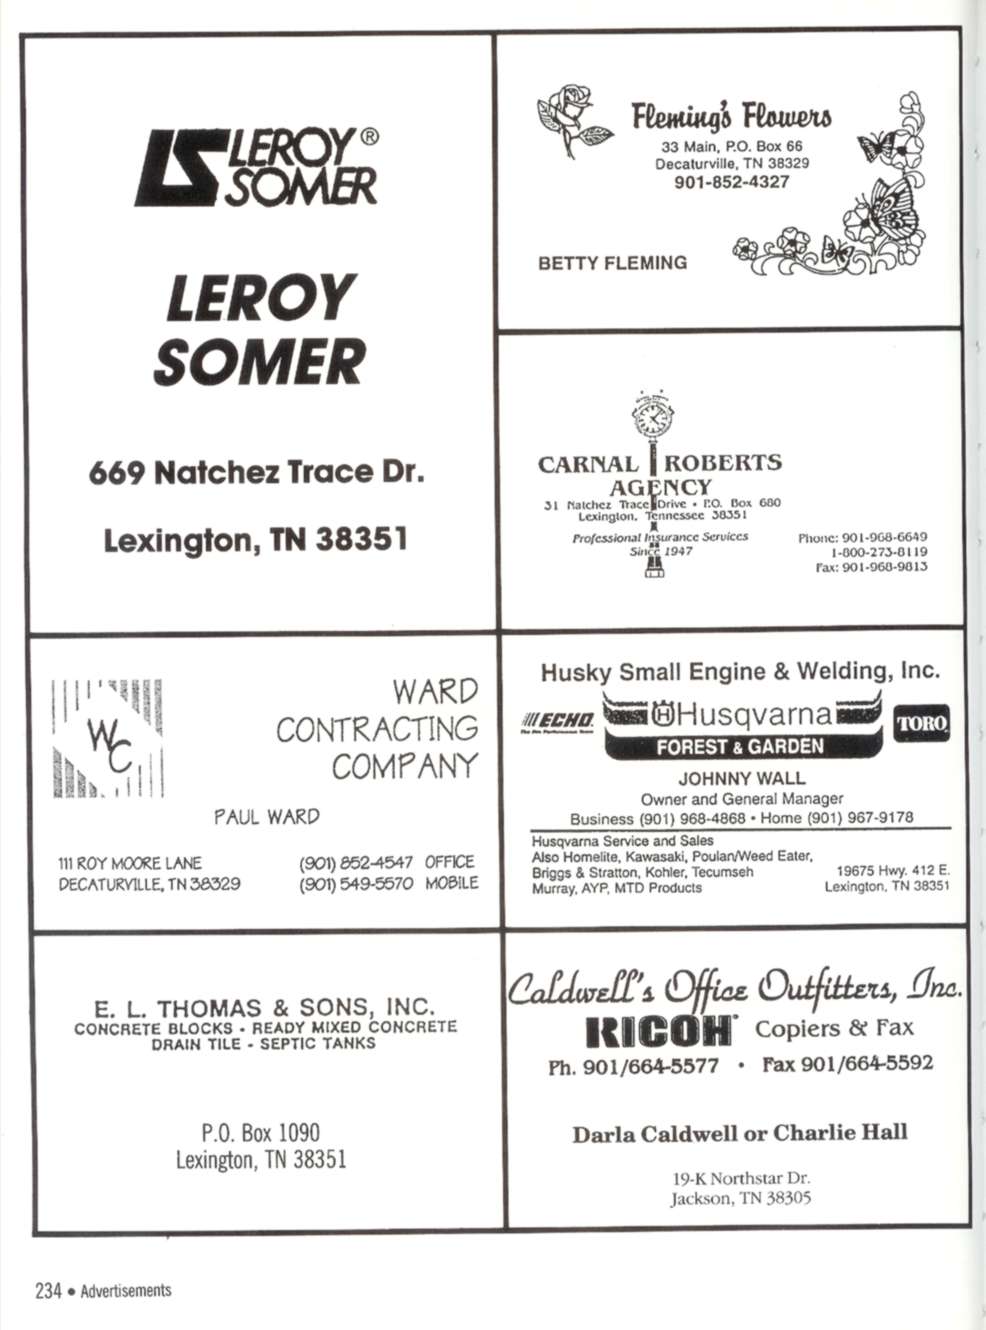 LS LEROY®
SOMER
LEROY
SOMER
669 Natchez Trace Dr.
Lexington, TN 38351
Fleming's Flowers
33 Main, P.O. Box 66
Decaturville, TN 38329
901-852-4327
BETTY FLEMING
CARNAL ROBERTS
AGENCY
31 Natchez Trace Drive • P.O. Box 680
Lexington, Tennessee 38351
Professional Insurance Services
Since 1947
Phone: 901-968-6649
1-800-273-8119
Fax: 901-968-9813
WC
WARD
CONTRACTING
COMPANY
PAUL WARD
111 ROY MOORE LANE
DECATURVILLE, TN 38329
(901) 852-4547 OFFICE
(901) 549-5570 MOBILE
Husky Small Engine & Welding, Inc.
ECHO
The Pro Performance Team
Husqvarna
FOREST & GARDEN
TORO
JOHNNY WALL
Owner and General Manager
Business (901) 968-4868 • Home (901) 967-9178
Husqvarna Service and Sales
Also Homelite, Kawasaki, Poulan/Weed Eater,
Briggs & Stratton, Kohler, Tecumseh
Murray, AYP, MTD Products
19675 Hwy. 412 E.
Lexington, TN 38351
E. L. THOMAS & SONS, INC.
CONCRETE BLOCKS - READY MIXED CONCRETE
DRAIN TILE - SEPTIC TANKS
P.O. Box 1090
Lexington, TN 38351
Caldwell's Office Outfitters, Inc.
RICOH Copiers & Fax
Ph. 901/664-5577 • Fax 901/664-5592
Darla Caldwell or Charlie Hall
19-K Northstar Dr.
Jackson, TN 38305
234 • Advertisements